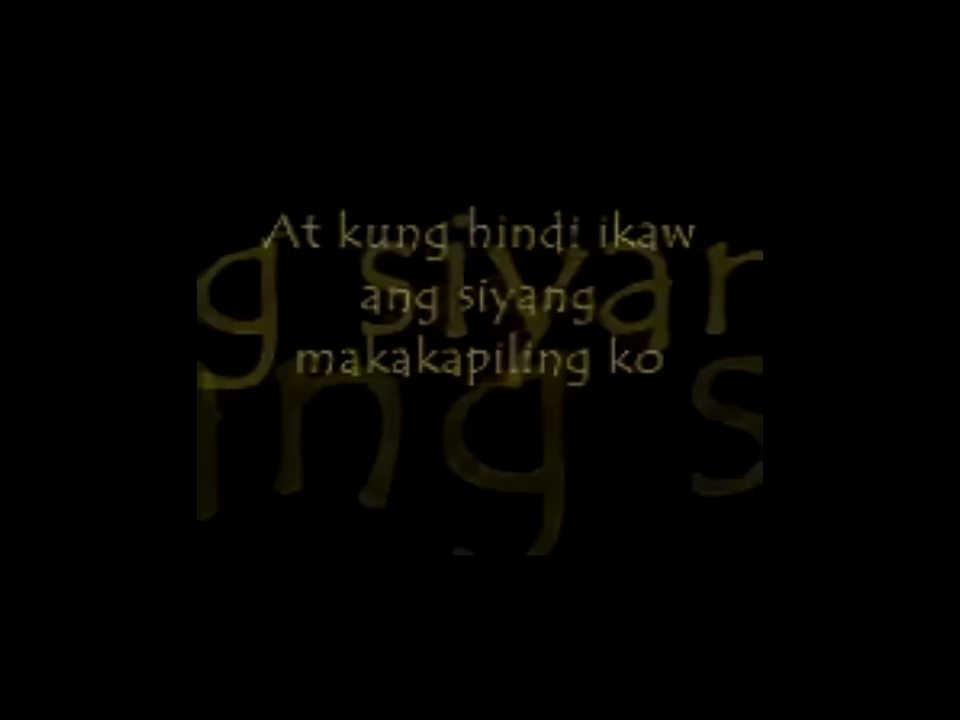 At kung hindi ikaw
ang siyang
makakapiling ko